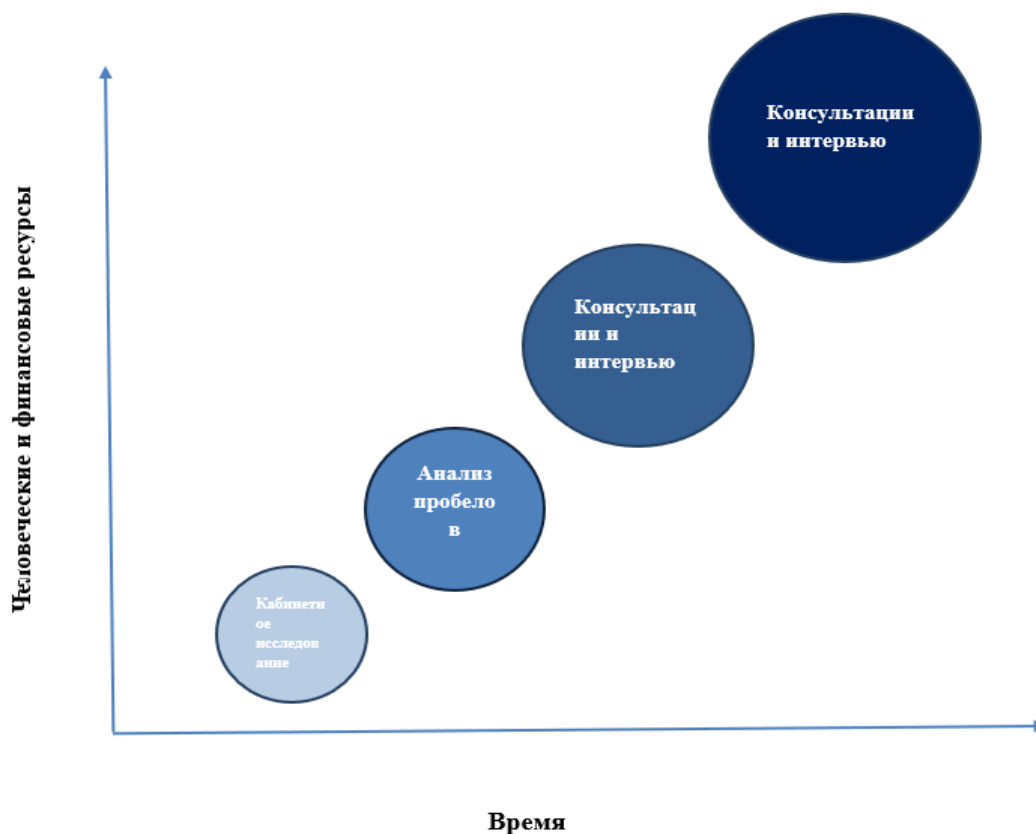 Консультации
и интервью
Человеческие и финансовые ресурсы
Консультац
ии и
интервью
Анализ
пробело
в
Кабинетн
ое
исследов
ание
Время